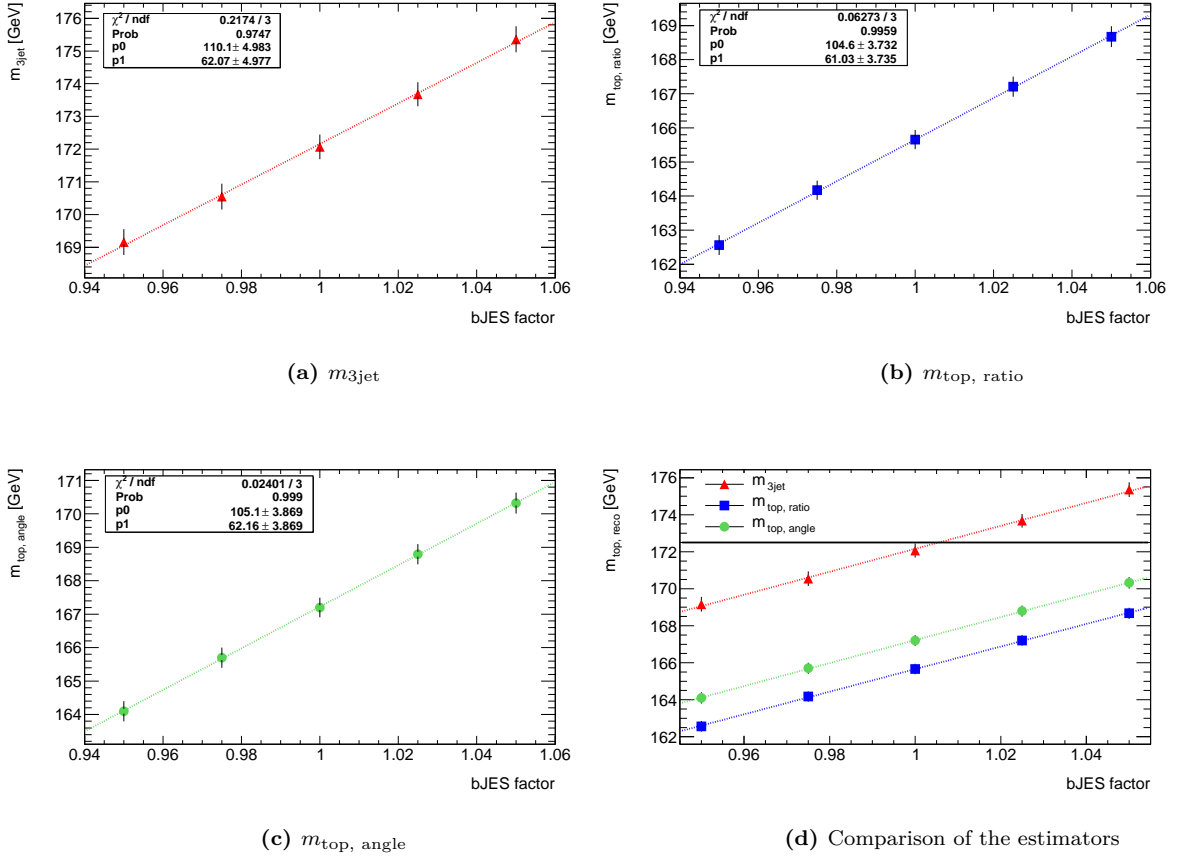 m3jet [GeV]
χ² / ndf 0.2174 / 3
Prob 0.9747
p0 110.1 ± 4.983
p1 62.07 ± 4.977
176
175
174
173
172
171
170
169
0.94 0.96 0.98 1 1.02 1.04 1.06
bJES factor
(a) m3jet
mtop, ratio [GeV]
χ² / ndf 0.06273 / 3
Prob 0.9959
p0 104.6 ± 3.732
p1 61.03 ± 3.735
169
168
167
166
165
164
163
162
0.94 0.96 0.98 1 1.02 1.04 1.06
bJES factor
(b) mtop, ratio
mtop, angle [GeV]
χ² / ndf 0.02401 / 3
Prob 0.999
p0 105.1 ± 3.869
p1 62.16 ± 3.869
171
170
169
168
167
166
165
164
0.94 0.96 0.98 1 1.02 1.04 1.06
bJES factor
(c) mtop, angle
mtop, reco [GeV]
m3jet
mtop, ratio
mtop, angle
176
174
172
170
168
166
164
162
0.96 0.98 1 1.02 1.04
bJES factor
(d) Comparison of the estimators